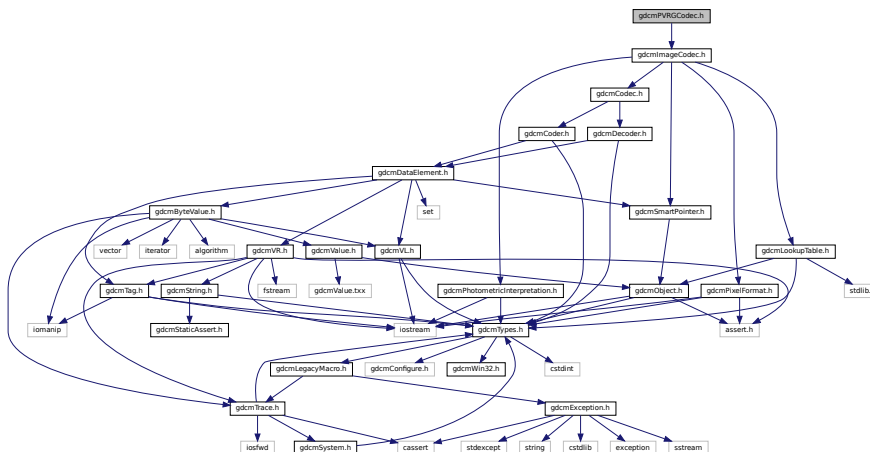 gdcmPVRGCodec.h
gdcmImageCodec.h
gdcmCodec.h
gdcmCoder.h gdcmDecoder.h
gdcmDataElement.h
gdcmByteValue.h set gdcmSmartPointer.h
vector iterator algorithm gdcmVR.h gdcmValue.h gdcmVL.h gdcmLookupTable.h
gdcmTag.h gdcmString.h fstream gdcmValue.txx gdcmPhotometricInterpretation.h gdcmObject.h gdcmPixelFormat.h stdlib.
iomanip gdcmStaticAssert.h iostream gdcmTypes.h assert.h
gdcmLegacyMacro.h gdcmConfigure.h gdcmWin32.h cstdint
gdcmTrace.h gdcmException.h
iosfwd gdcmSystem.h cassert stdexcept string cstdlib exception sstream